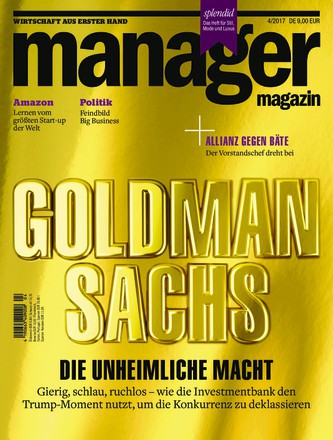 WIRTSCHAFT AUS ERSTER HAND
splendid
Das Heft für Stil,
Mode und Luxus
4/2017 DE 9,00 EUR
manager
magazin
Amazon
Lernen vom
größten Start-up
der Welt
Politik
Feindbild
Big Business
+
ALLIANZ GEGEN BÄTE
Der Vorstandschef dreht bei
GOLDMAN
SACHS
DIE UNHEIMLICHE MACHT
Gierig, schlau, ruchlos – wie die Investmentbank den
Trump-Moment nutzt, um die Konkurrenz zu deklassieren